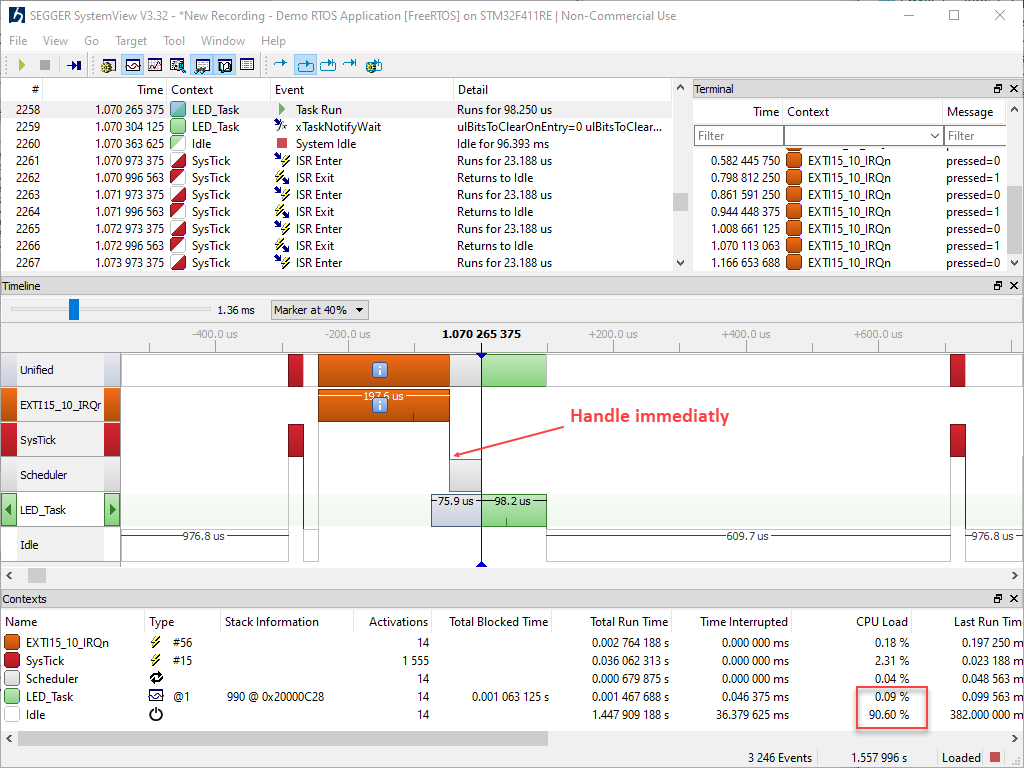 SEGGER SystemView V3.32 - *New Recording - Demo RTOS Application [FreeRTOS] on STM32F411RE | Non-Commercial Use
File View Go Target Tool Window Help
# Time Context Event Detail
2258 1.070 265 375 LED_Task Task Run Runs for 98.250 us
2259 1.070 304 125 LED_Task xTaskNotifyWait ulBitsToClearOnEntry=0 ulBitsToClear...
2260 1.070 363 625 Idle System Idle Idle for 96.393 ms
2261 1.070 973 375 SysTick ISR Enter Runs for 23.188 us
2262 1.070 996 563 SysTick ISR Exit Returns to Idle
2263 1.071 973 375 SysTick ISR Enter Runs for 23.188 us
2264 1.071 996 563 SysTick ISR Exit Returns to Idle
2265 1.072 973 375 SysTick ISR Enter Runs for 23.188 us
2266 1.072 996 563 SysTick ISR Exit Returns to Idle
2267 1.073 973 375 SysTick ISR Enter Runs for 23.188 us
Terminal
Time Context Message
Filter Filter
0.582 445 750 EXTI15_10_IRQn pressed=0
0.798 812 250 EXTI15_10_IRQn pressed=1
0.861 591 250 EXTI15_10_IRQn pressed=0
0.944 448 375 EXTI15_10_IRQn pressed=1
1.008 661 125 EXTI15_10_IRQn pressed=0
1.070 113 063 EXTI15_10_IRQn pressed=1
1.166 653 688 EXTI15_10_IRQn pressed=0
Timeline
1.36 ms Marker at 40%
-400.0 us -200.0 us 1.070 265 375 +200.0 us +400.0 us +600.0 us
Unified
EXTI15_10_IRQn 197.6 us
Handle immediatly
SysTick
Scheduler
LED_Task 75.9 us 98.2 us
Idle 976.8 us 609.7 us 976.8 us
Contexts
Name Type Stack Information Activations Total Blocked Time Total Run Time Time Interrupted CPU Load Last Run Time
EXTI15_10_IRQn #56 14 0.002 764 188 s 0.000 000 ms 0.18 % 0.197 250 m
SysTick #15 1 555 0.036 062 313 s 0.000 000 ms 2.31 % 0.023 188 m
Scheduler 14 0.000 679 875 s 0.000 000 ms 0.04 % 0.048 563 m
LED_Task @1 990 @ 0x20000C28 14 0.001 063 125 s 0.001 467 688 s 0.046 375 ms 0.09 % 0.099 563 m
Idle 14 1.447 909 188 s 36.379 625 ms 90.60 % 382.000 000 m
3 246 Events 1.557 996 s Loaded